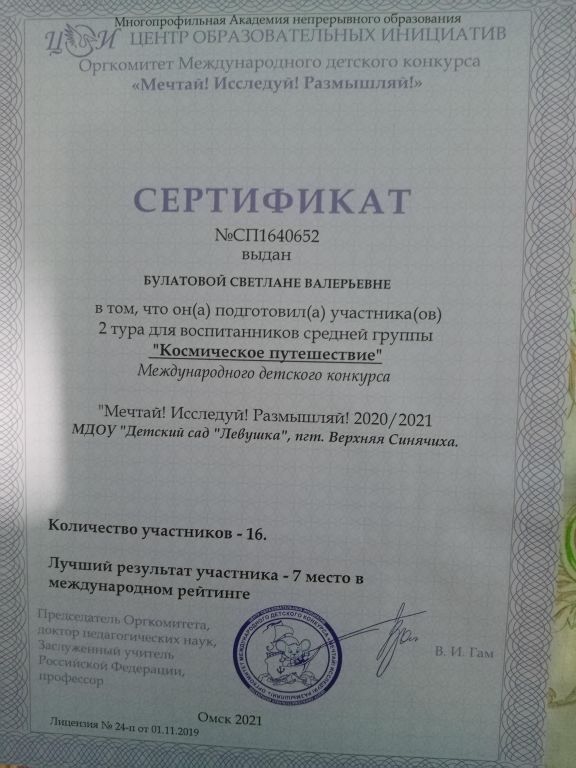 Многопрофильная Академия непрерывного образования
ЦОИ ЦЕНТР ОБРАЗОВАТЕЛЬНЫХ ИНИЦИАТИВ
Оргкомитет Международного детского конкурса
«Мечтай! Исследуй! Размышляй!»
СЕРТИФИКАТ
№СП1640652
выдан
БУЛАТОВОЙ СВЕТЛАНЕ ВАЛЕРЬЕВНЕ
в том, что он(а) подготовил(а) участника(ов)
2 тура для воспитанников средней группы
"Космическое путешествие"
Международного детского конкурса
"Мечтай! Исследуй! Размышляй! 2020/2021
МДОУ "Детский сад "Левушка", пгт. Верхняя Синячиха.
Количество участников - 16.
Лучший результат участника - 7 место в
международном рейтинге
Председатель Оргкомитета,
доктор педагогических наук,
Заслуженный учитель
Российской Федерации,
профессор
В. И. Гам
Омск 2021
Лицензия № 24-п от 01.11.2019